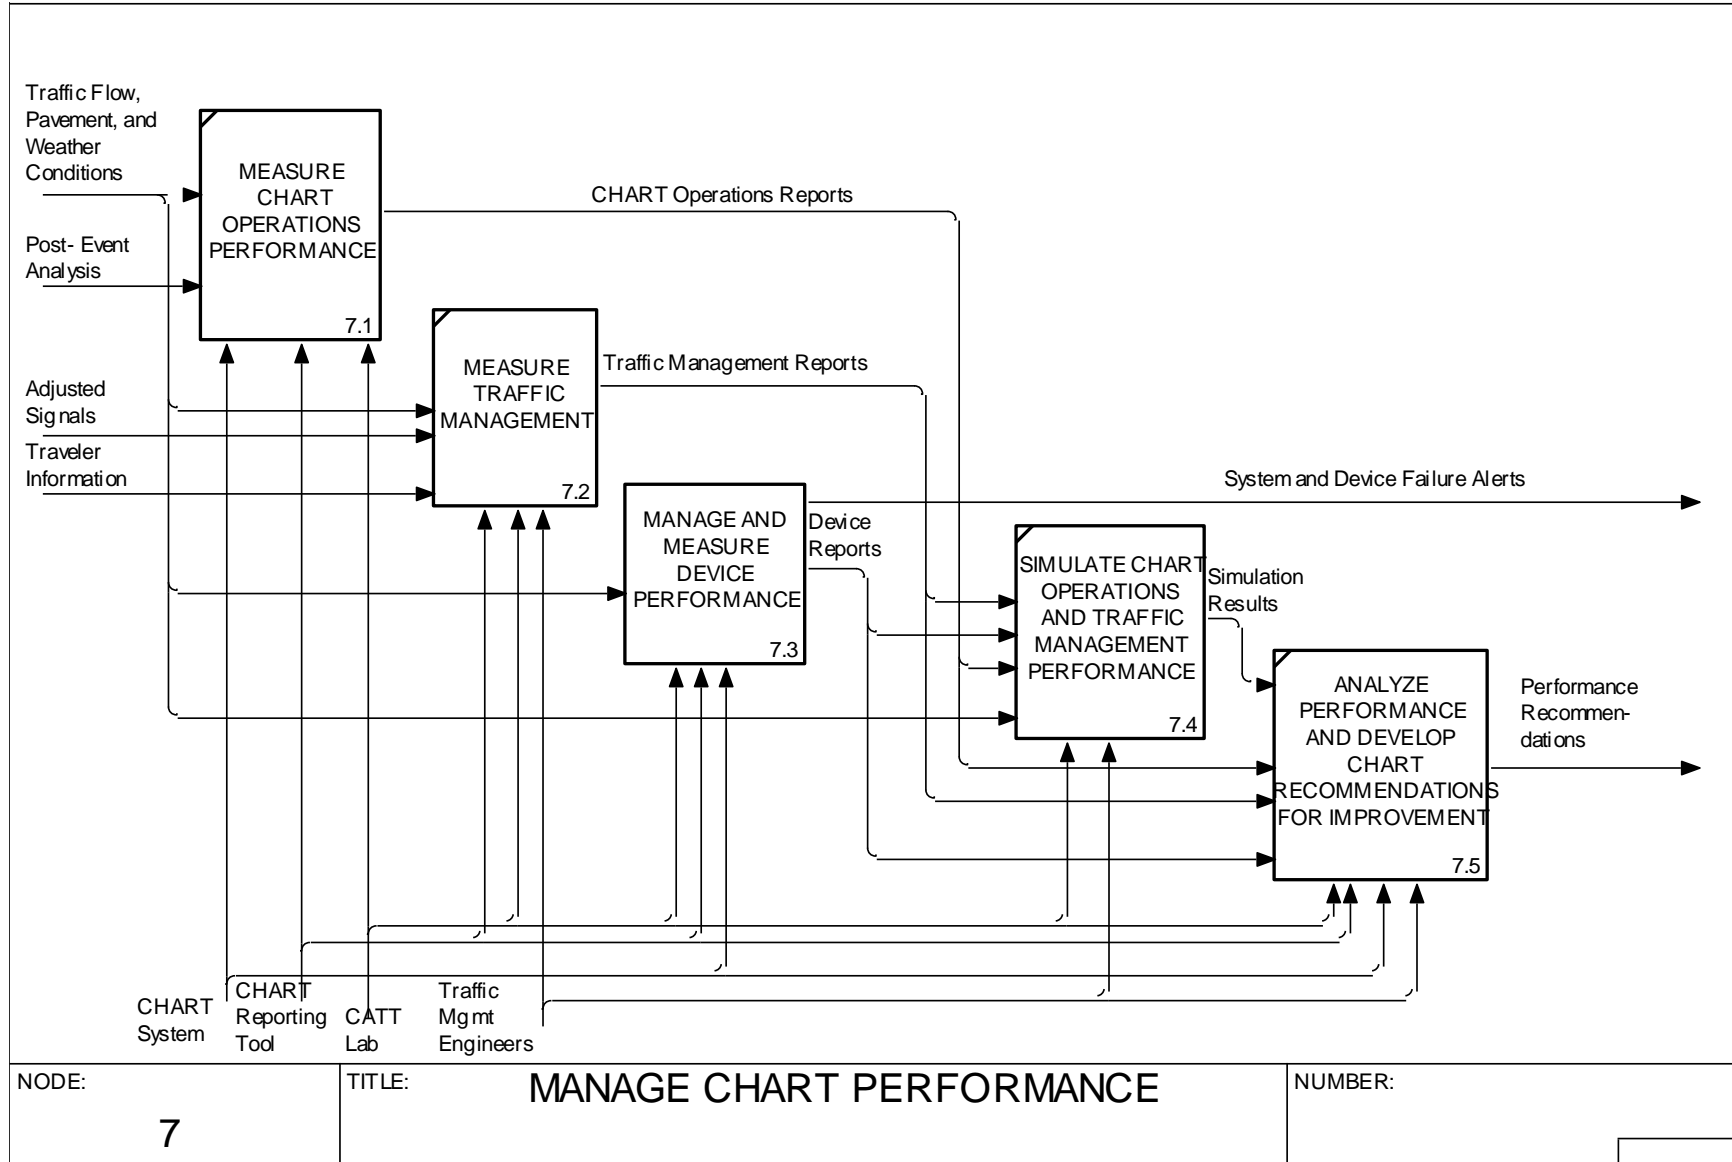 Traffic Flow,
Pavement, and
Weather
Conditions
Post- Event
Analysis
MEASURE
CHART
OPERATIONS
PERFORMANCE
7.1
CHART Operations Reports
Adjusted
Signals
Traveler
Information
MEASURE
TRAFFIC
MANAGEMENT
7.2
Traffic Management Reports
MANAGE AND
MEASURE
DEVICE
PERFORMANCE
7.3
Device
Reports
System and Device Failure Alerts
SIMULATE CHART
OPERATIONS
AND TRAFFIC
MANAGEMENT
PERFORMANCE
7.4
Simulation
Results
ANALYZE
PERFORMANCE
AND DEVELOP
CHART
RECOMMENDATIONS
FOR IMPROVEMENT
7.5
Performance
Recommen-
dations
CHART
System
CHART
Reporting
Tool
CATT
Lab
Traffic
Mgmt
Engineers
NODE:
7
TITLE:
MANAGE CHART PERFORMANCE
NUMBER: